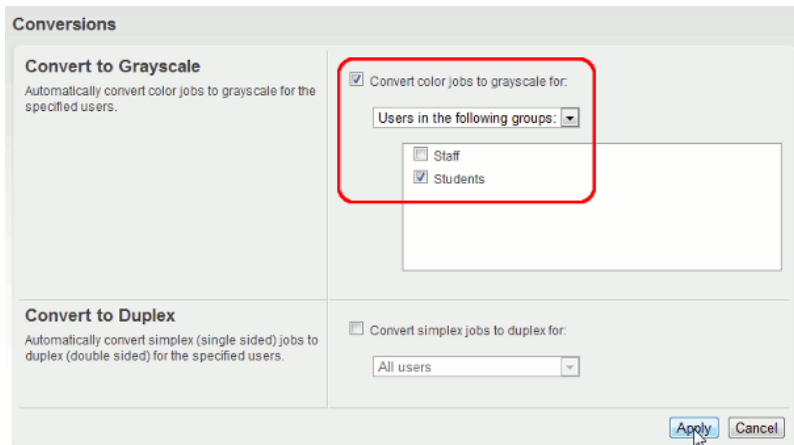 Conversions
Convert to Grayscale
Automatically convert color jobs to grayscale for the
specified users.
Convert color jobs to grayscale for:
Users in the following groups:
Staff
Students
Convert to Duplex
Automatically convert simplex (single sided) jobs to
duplex (double sided) for the specified users.
Convert simplex jobs to duplex for:
All users
Apply
Cancel